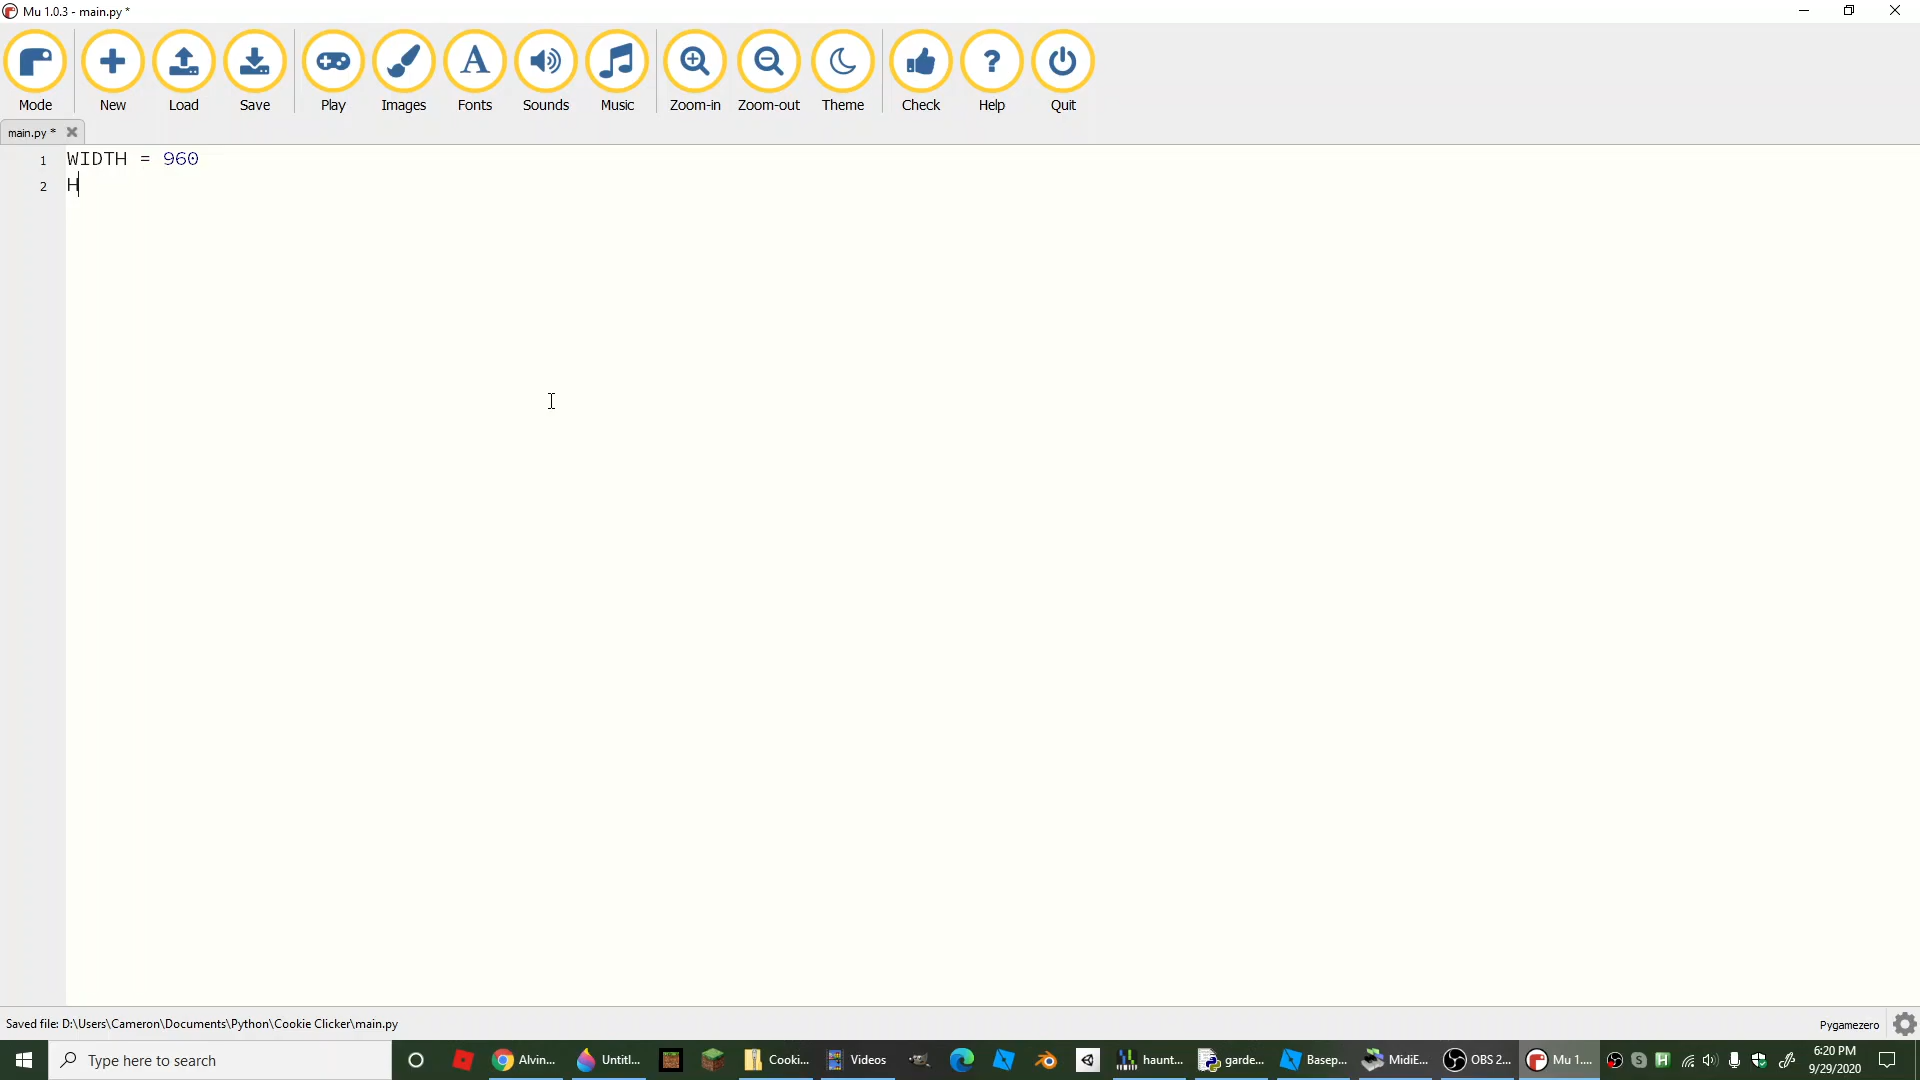 Mu 1.0.3 - main.py *
Mode New Load Save Play Images Fonts Sounds Music Zoom-in Zoom-out Theme Check Help Quit
main.py *
1 WIDTH = 960
2 H
Saved file: D:\Users\Cameron\Documents\Python\Cookie Clicker\main.py
Pygamezero
Type here to search
Alvin... Untitl... Cooki... Videos haunt... garde... Basep... MidiE... OBS 2... Mu 1....
6:20 PM
9/29/2020